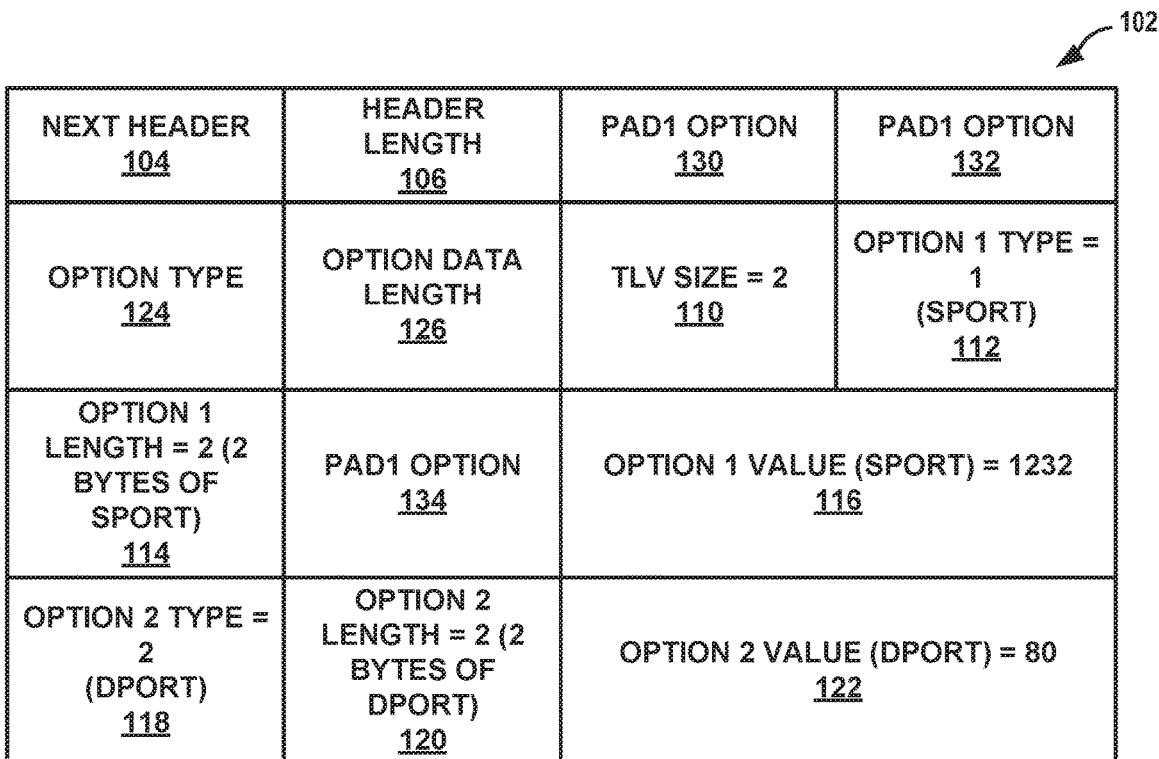 102
NEXT HEADER
104
HEADER
LENGTH
106
PAD1 OPTION
130
PAD1 OPTION
132
OPTION TYPE
124
OPTION DATA
LENGTH
126
TLV SIZE = 2
110
OPTION 1 TYPE =
1
(SPORT)
112
OPTION 1
LENGTH = 2 (2
BYTES OF
SPORT)
114
PAD1 OPTION
134
OPTION 1 VALUE (SPORT) = 1232
116
OPTION 2 TYPE =
2
(DPORT)
118
OPTION 2
LENGTH = 2 (2
BYTES OF
DPORT)
120
OPTION 2 VALUE (DPORT) = 80
122